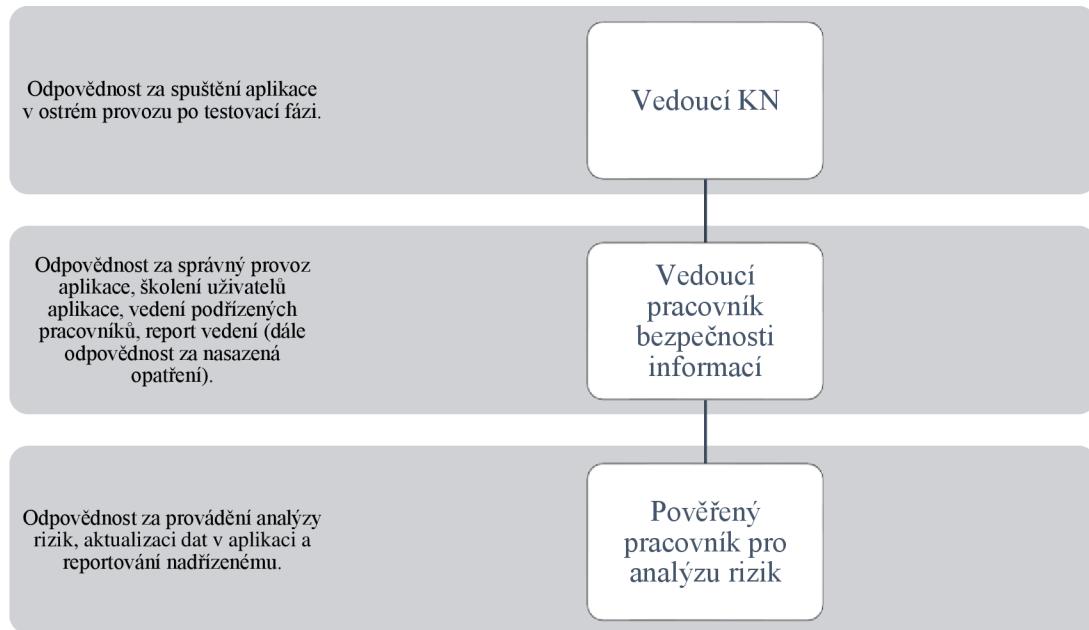 Odpovědnost za spuštění aplikace
v ostrém provozu po testovací fázi.
Vedoucí KN
Odpovědnost za správný provoz
aplikace, školení uživatelů
aplikace, vedení podřízených
pracovníků, report vedení (dále
odpovědnost za nasazená
opatření).
Vedoucí
pracovník
bezpečnosti
informací
Odpovědnost za provádění analýzy
rizik, aktualizaci dat v aplikaci a
reportování nadřízenému.
Pověřený
pracovník pro
analýzu rizik